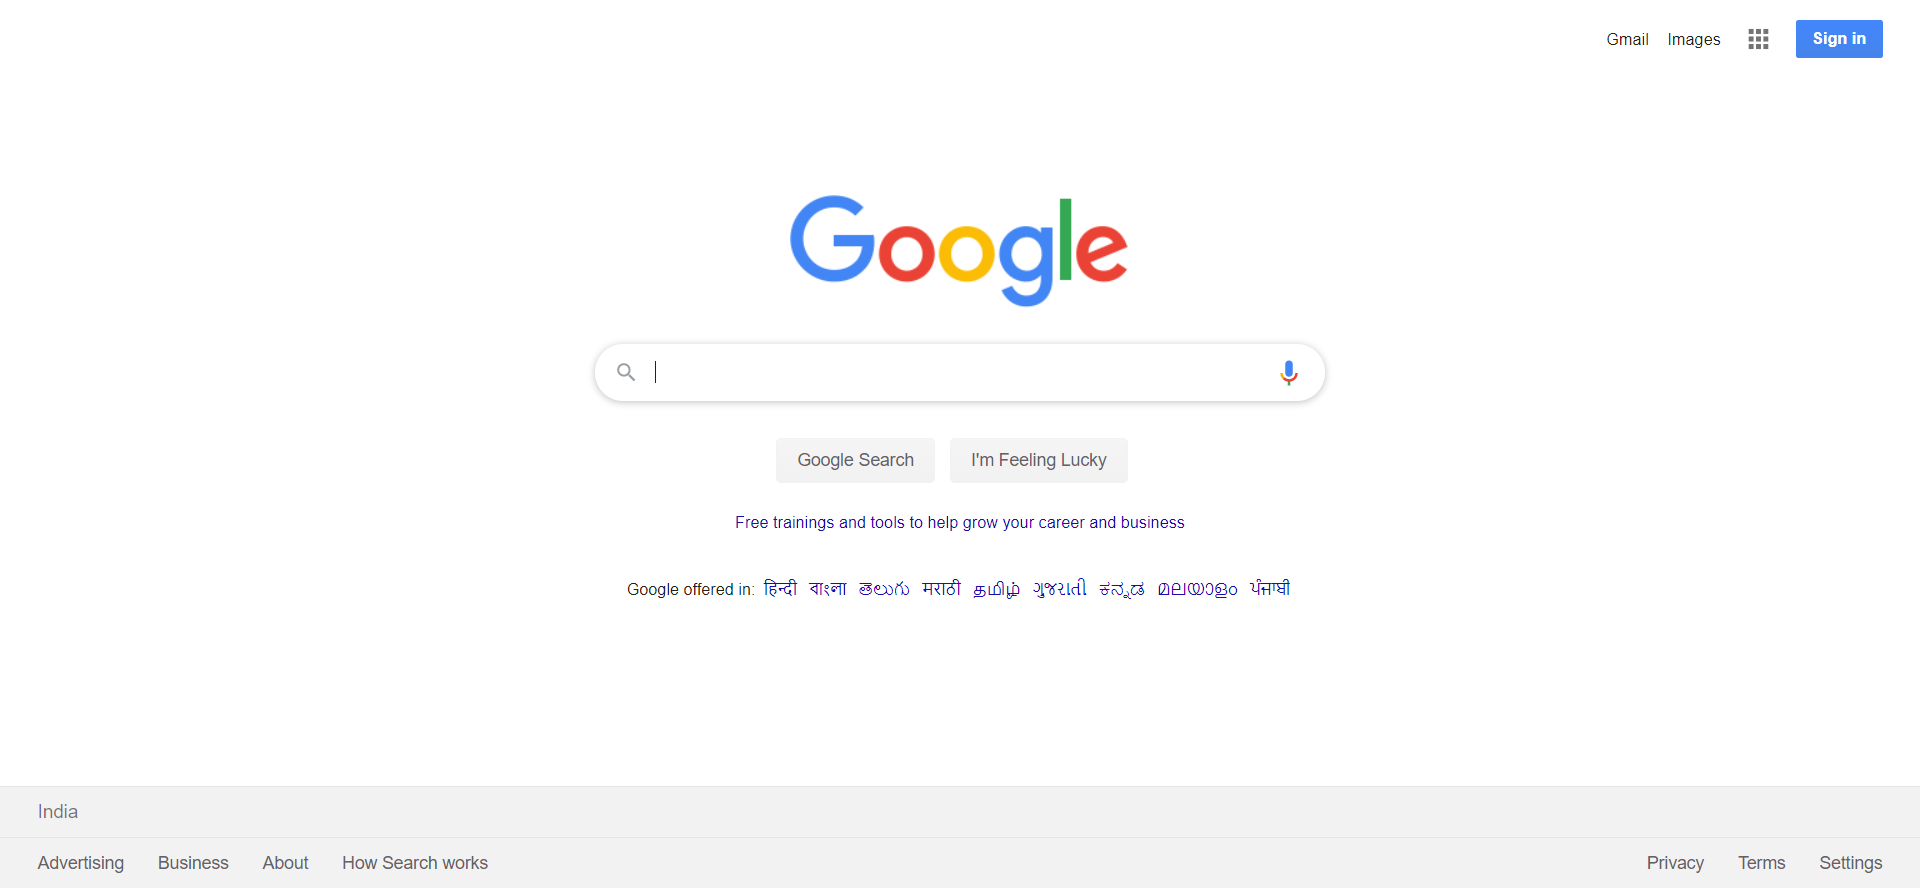 Gmail Images Sign in
Google
Google Search I'm Feeling Lucky
Free trainings and tools to help grow your career and business
Google offered in: हिन्दी বাংলা తెలుగు मराठी தமிழ் ગુજરાતી ಕನ್ನಡ മലയാളം ਪੰਜਾਬੀ
India
Advertising Business About How Search works Privacy Terms Settings